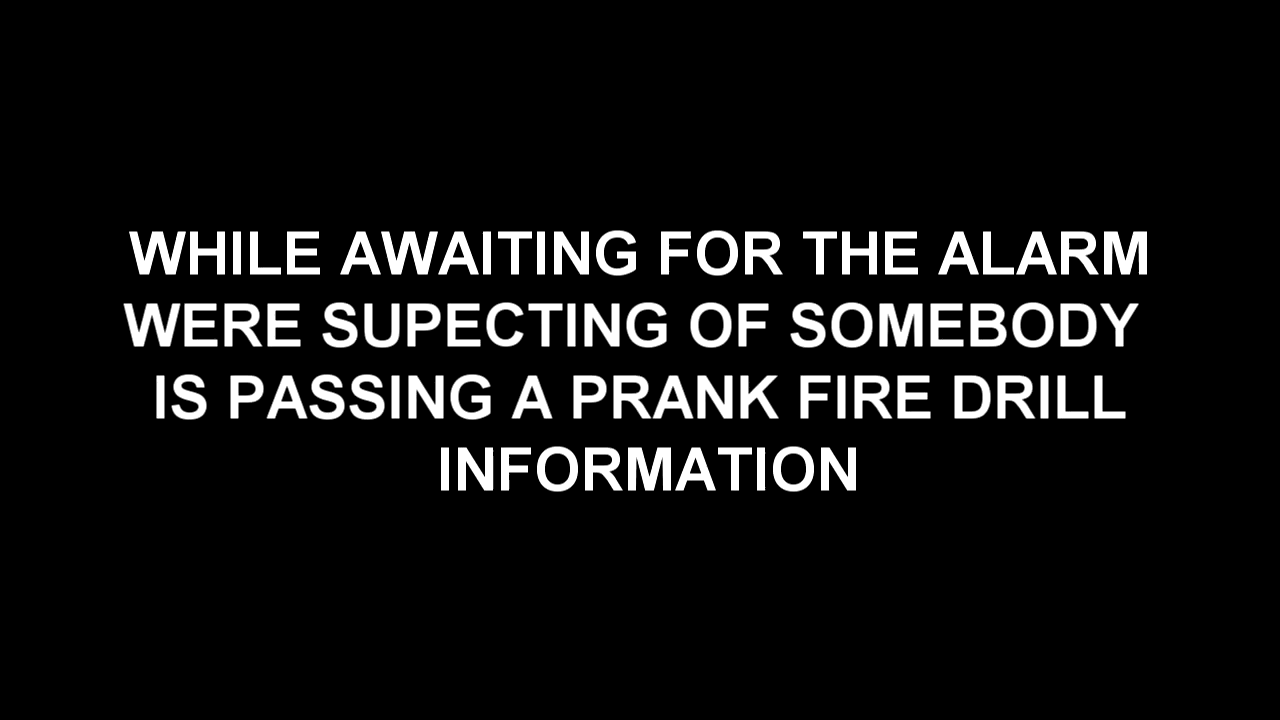 WHILE AWAITING FOR THE ALARM
WERE SUPECTING OF SOMEBODY
IS PASSING A PRANK FIRE DRILL
INFORMATION